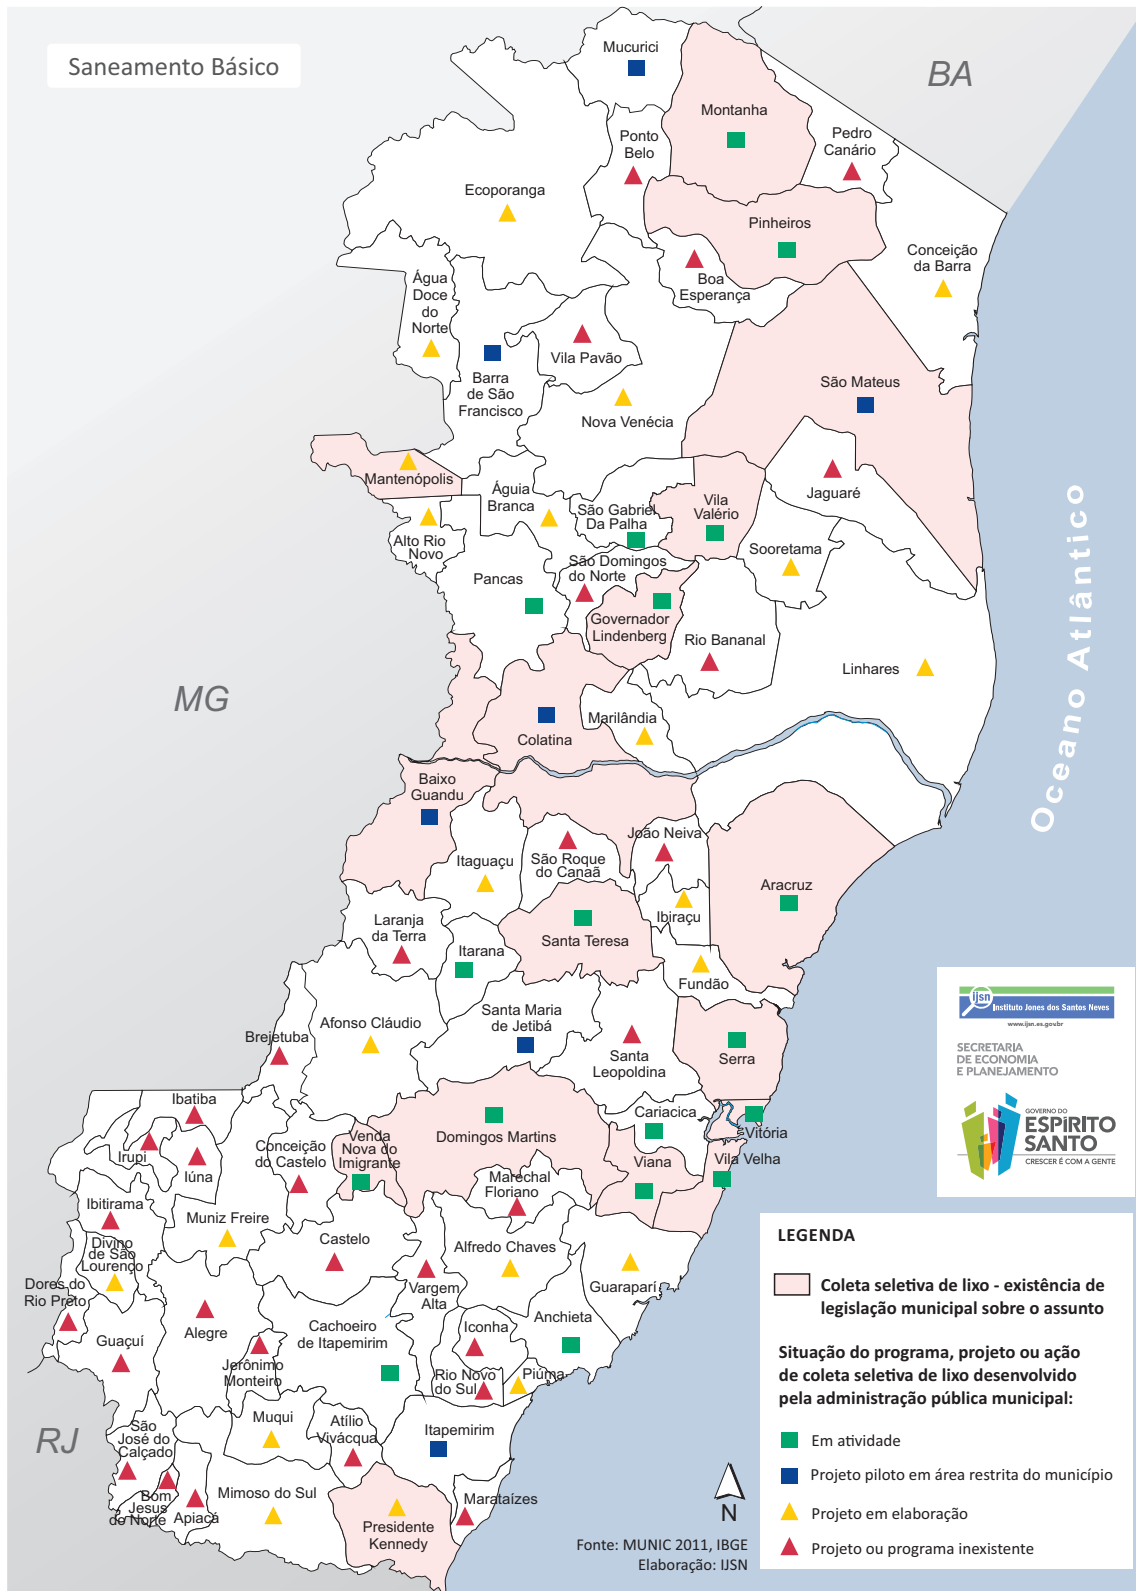 Saneamento Básico
BA
Mucurici
Montanha
Ponto
Belo
Pedro
Canário
Ecoporanga
Pinheiros
Conceição
da Barra
Água
Doce
do
Norte
Boa
Esperança
Vila Pavão
Barra
de São
Francisco
São Mateus
Nova Venécia
Mantenópolis
Águia
Branca
São Gabriel
Da Palha
Vila
Valério
Jaguaré
Alto Rio
Novo
Sooretama
São Domingos
do Norte
Pancas
Governador
Lindenberg
Rio Bananal
Linhares
Oceano Atlântico
MG
Marilândia
Colatina
Baixo
Guandu
João Neiva
Itaguaçu
São Roque
do Canaã
Aracruz
Ibiraçu
Laranja
da Terra
Santa Teresa
Itarana
Fundão
Santa Maria
de Jetibá
Afonso Cláudio
Brejetuba
Santa
Leopoldina
Serra
Ibatiba
Cariacica
Vitória
Domingos Martins
Venda
Nova do
Imigrante
Conceição
do Castelo
Irupi
Iúna
Viana
Vila Velha
Marechal
Floriano
Ibitirama
Muniz Freire
Divino
de São
Lourenço
Castelo
Alfredo Chaves
Dores do
Rio Preto
Vargem
Alta
Guaraparí
Anchieta
Alegre
Guaçuí
Cachoeiro
de Itapemirim
Iconha
Jerônimo
Monteiro
Rio Novo
do Sul
Piúma
RJ
São
José do
Calçado
Muqui
Atílio
Vivácqua
Itapemirim
Bom
Jesus
do Norte
Apiacá
Mimoso do Sul
Presidente
Kennedy
Marataízes
N
Fonte: MUNIC 2011, IBGE
Elaboração: IJSN
ijsn
Instituto Jones dos Santos Neves
www.ijsn.es.gov.br
SECRETARIA
DE ECONOMIA
E PLANEJAMENTO
GOVERNO DO
ESPÍRITO
SANTO
CRESCER É COM A GENTE
LEGENDA
Coleta seletiva de lixo - existência de
legislação municipal sobre o assunto
Situação do programa, projeto ou ação
de coleta seletiva de lixo desenvolvido
pela administração pública municipal:
Em atividade
Projeto piloto em área restrita do município
Projeto em elaboração
Projeto ou programa inexistente